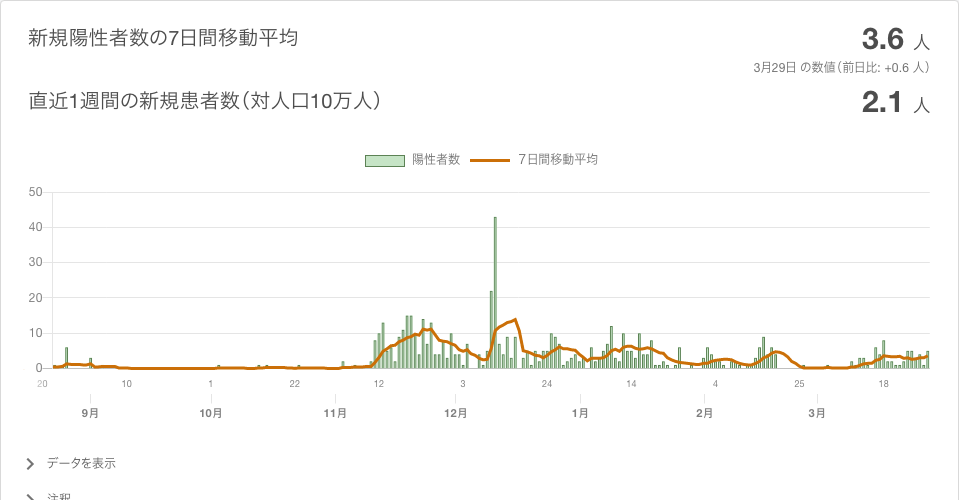 新規陽性者数の7日間移動平均
3.6 人
3月29日 の数値（前日比: +0.6 人）
直近1週間の新規患者数（対人口10万人）
2.1 人
陽性者数 7日間移動平均
50
40
30
20
10
0
20 10 1 22 12 3 24 14 4 25 18
9月 10月 11月 12月 1月 2月 3月
データを表示
注釈